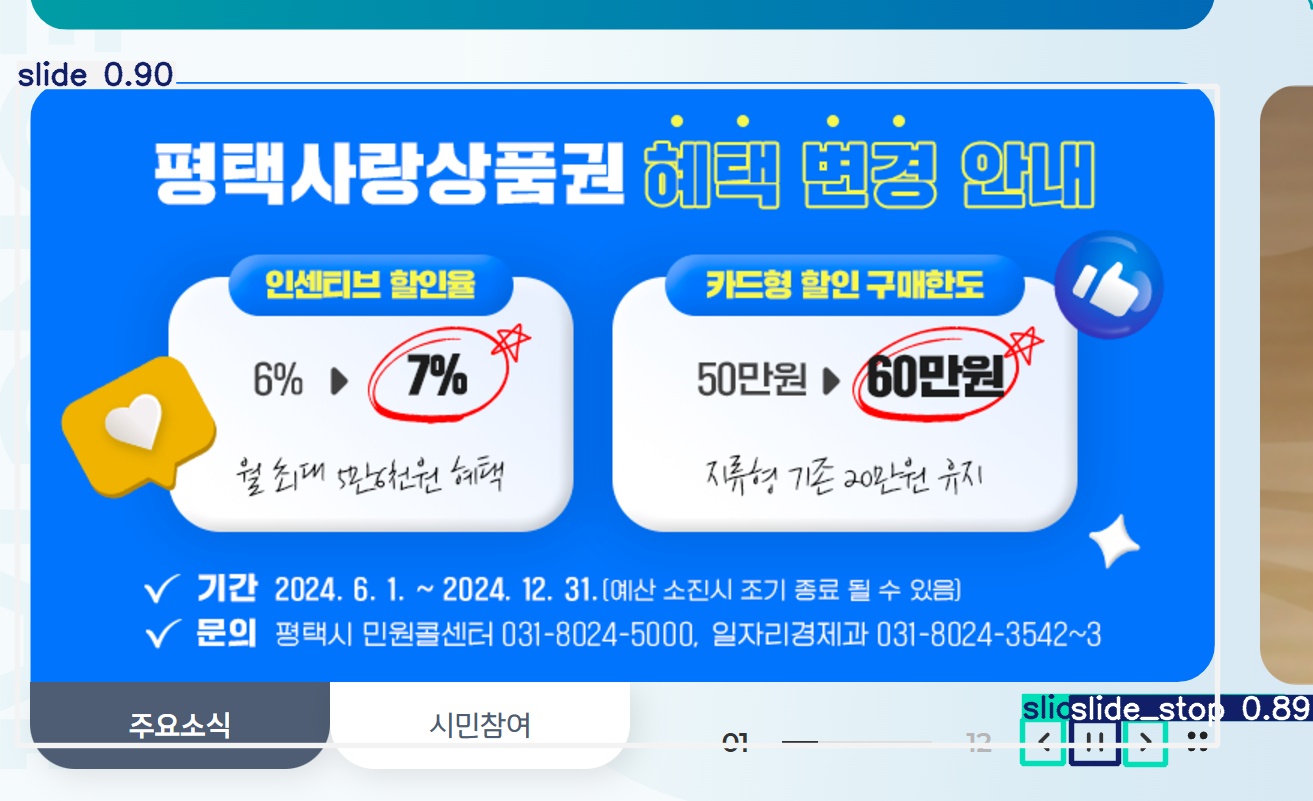 slide 0.90
평택사랑상품권 혜택 변경 안내
인센티브 할인율
카드형 할인 구매한도
6% 7%
50만원 60만원
월 최대 5만6천원 혜택
지류형 기존 20만원 유지
기간 2024. 6. 1. ~ 2024. 12. 31.(예산 소진시 조기 종료 될 수 있음)
문의 평택시 민원콜센터 031-8024-5000, 일자리경제과 031-8024-3542~3
slide_stop 0.89
주요소식
시민참여
01
12